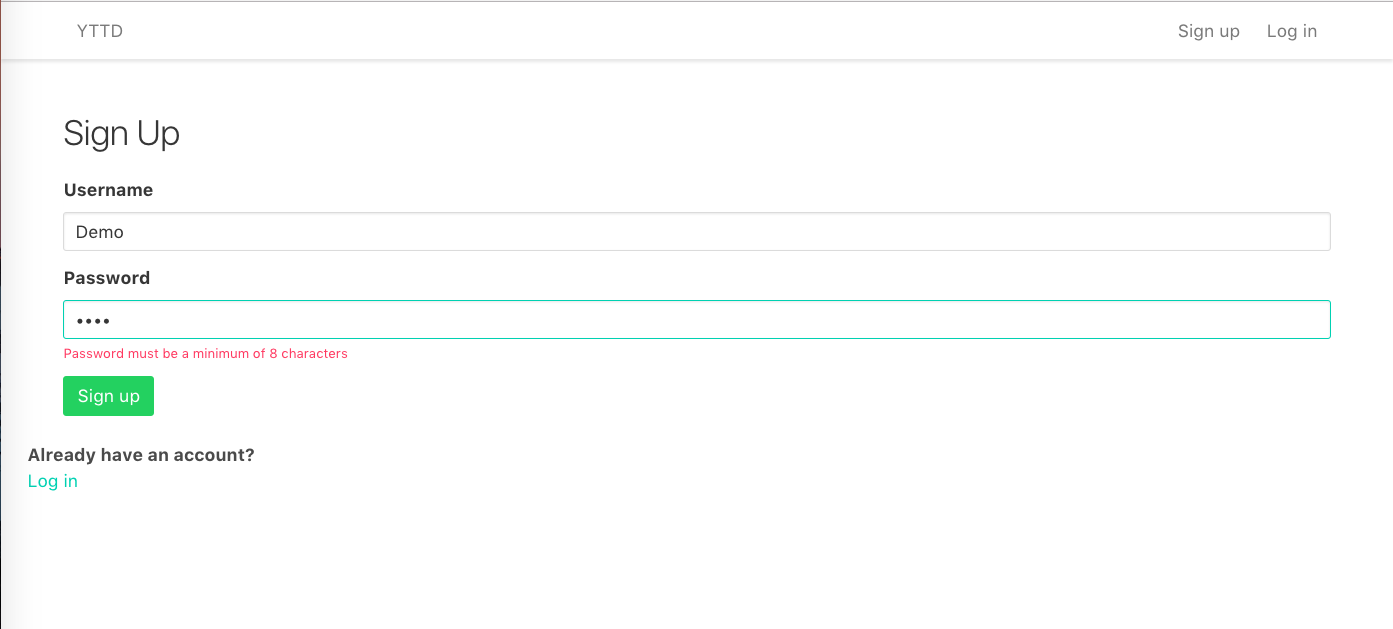 YTTD
Sign up
Log in
Sign Up
Username
Demo
Password
••••
Password must be a minimum of 8 characters
Sign up
Already have an account?
Log in